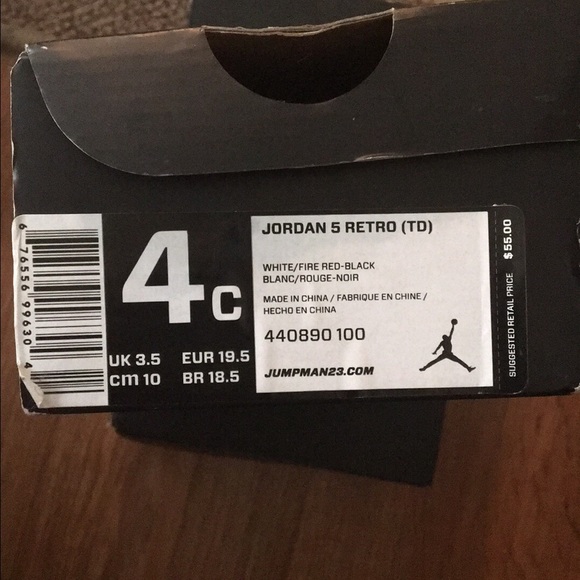 6 76556 99630 4
4C
UK 3.5 EUR 19.5
cm 10 BR 18.5
JORDAN 5 RETRO (TD)
WHITE/FIRE RED-BLACK
BLANC/ROUGE-NOIR
MADE IN CHINA / FABRIQUE EN CHINE /
HECHO EN CHINA
440890 100
JUMPMAN23.COM
SUGGESTED RETAIL PRICE $55.00